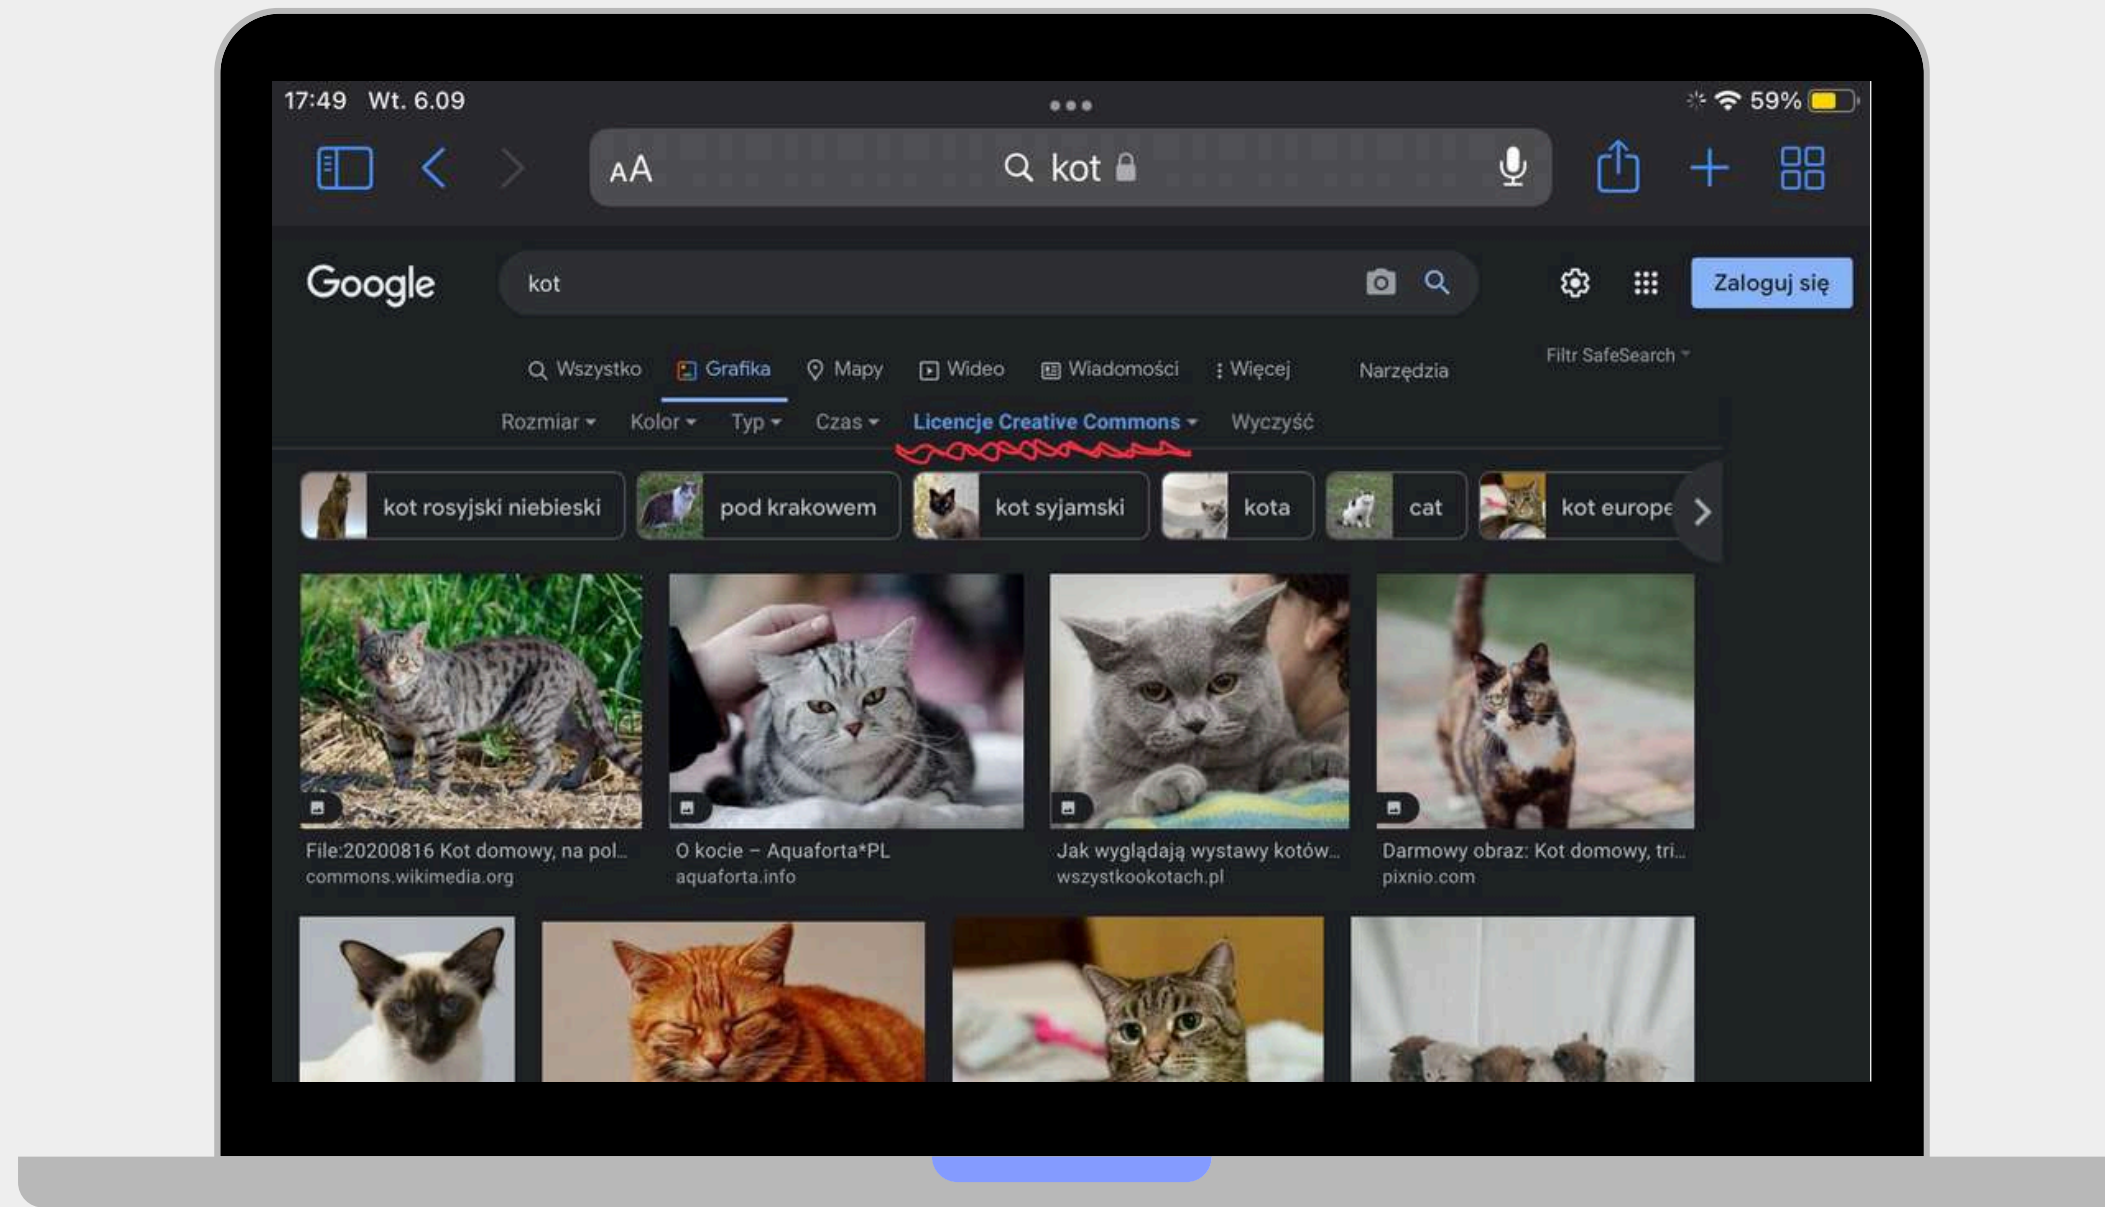 17:49 Wt. 6.09
59%
AA
kot
Google
kot
Zaloguj się
Wszystko Grafika Mapy Wideo Wiadomości Więcej Narzędzia
Filtr SafeSearch
Rozmiar Kolor Typ Czas Licencje Creative Commons Wyczyść
kot rosyjski niebieski pod krakowem kot syjamski kota cat kot europe
File:20200816 Kot domowy, na pol...
commons.wikimedia.org
O kocie – Aquaforta*PL
aquaforta.info
Jak wyglądają wystawy kotów...
wszystkookotach.pl
Darmowy obraz: Kot domowy, tri...
pixnio.com